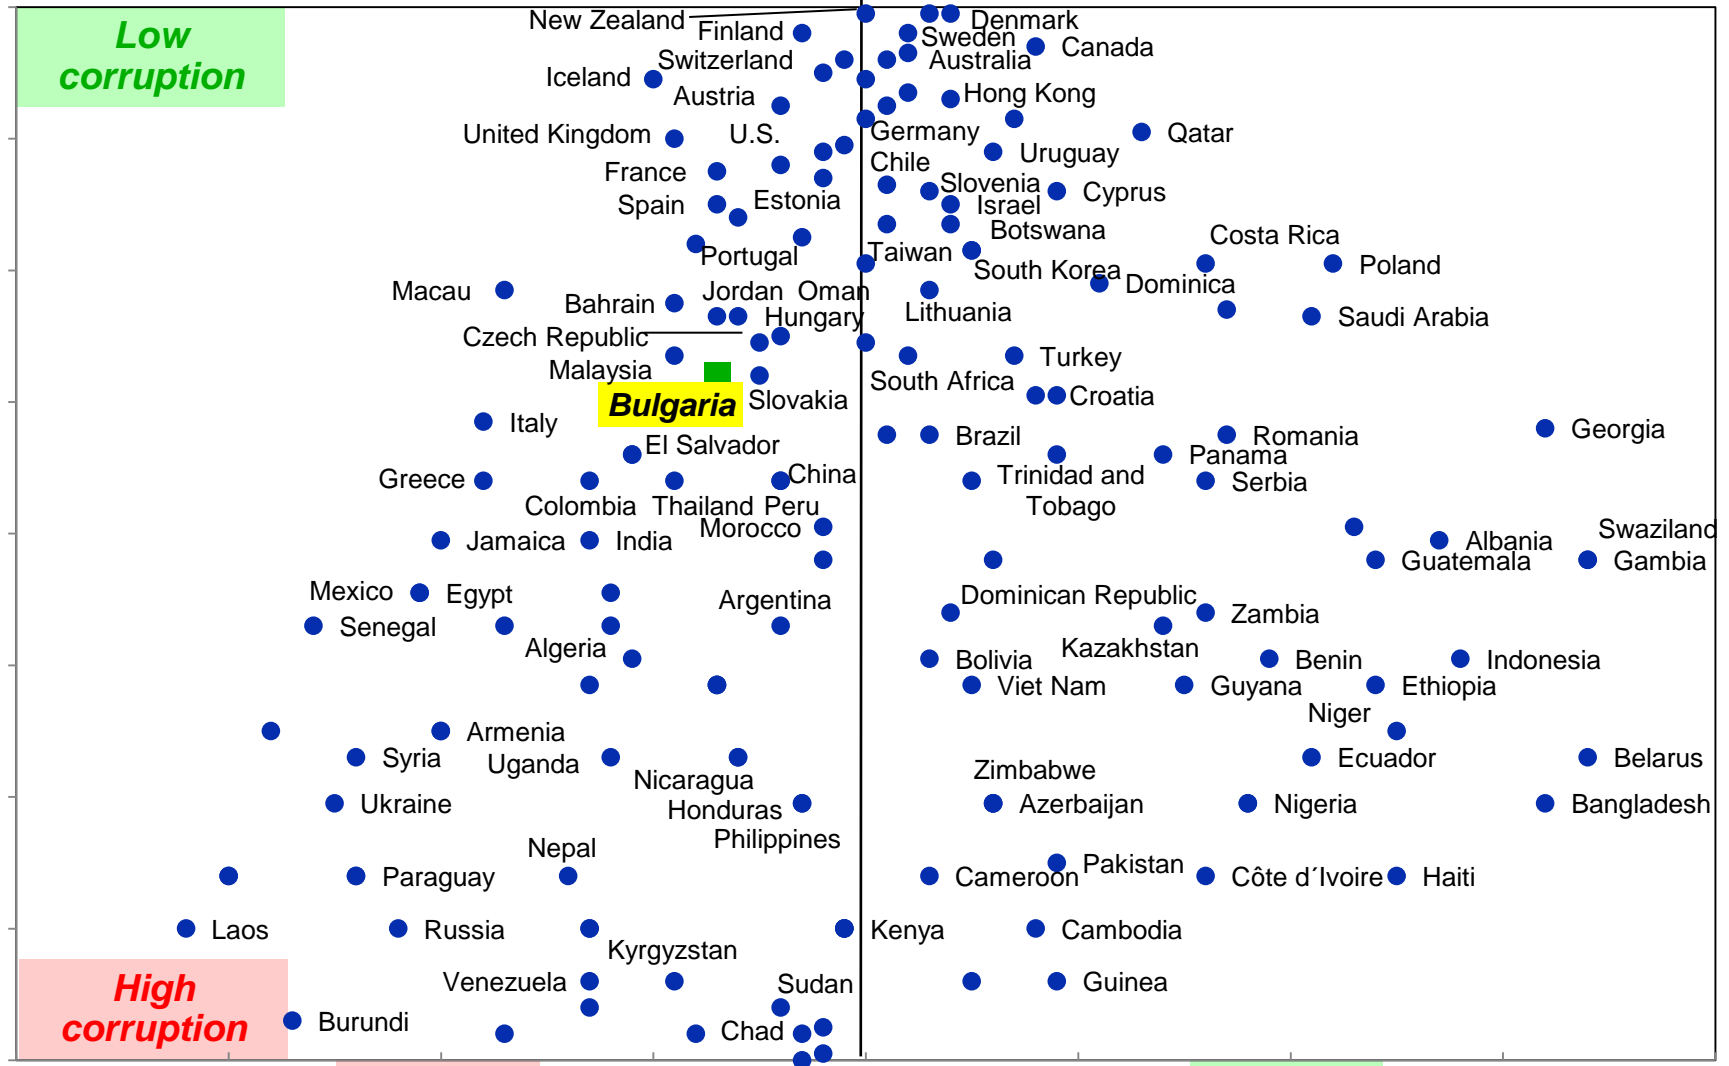 New Zealand
Denmark
Low
corruption
Finland
Sweden
Canada
Switzerland
Australia
Iceland
Austria
Hong Kong
United Kingdom
U.S.
Germany
Qatar
Uruguay
France
Chile
Slovenia
Cyprus
Spain
Estonia
Israel
Botswana
Costa Rica
Portugal
Taiwan
South Korea
Poland
Macau
Bahrain
Jordan Oman
Dominica
Czech Republic
Hungary
Lithuania
Saudi Arabia
Malaysia
Turkey
South Africa
Bulgaria
Slovakia
Croatia
Italy
El Salvador
Brazil
Romania
Georgia
Greece
China
Trinidad and
Tobago
Panama
Serbia
Colombia Thailand Peru
Morocco
Jamaica
India
Albania
Swaziland
Guatemala
Gambia
Mexico
Egypt
Argentina
Dominican Republic
Zambia
Senegal
Algeria
Kazakhstan
Bolivia
Benin
Indonesia
Viet Nam
Guyana
Ethiopia
Niger
Armenia
Syria
Uganda
Nicaragua
Ecuador
Belarus
Zimbabwe
Ukraine
Honduras
Azerbaijan
Nigeria
Bangladesh
Philippines
Nepal
Pakistan
Paraguay
Cameroon
Côte d´Ivoire
Haiti
Laos
Russia
Kenya
Cambodia
Kyrgyzstan
Venezuela
Sudan
Guinea
High
corruption
Burundi
Chad